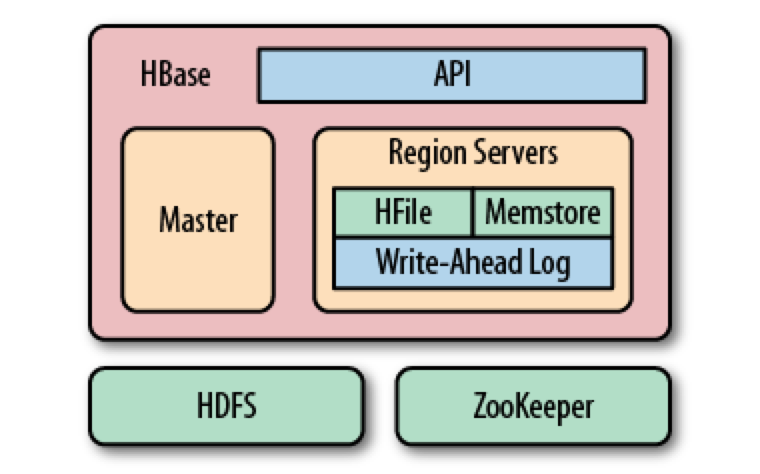 HBase
API
Master
Region Servers
HFile
Memstore
Write-Ahead Log
HDFS
ZooKeeper